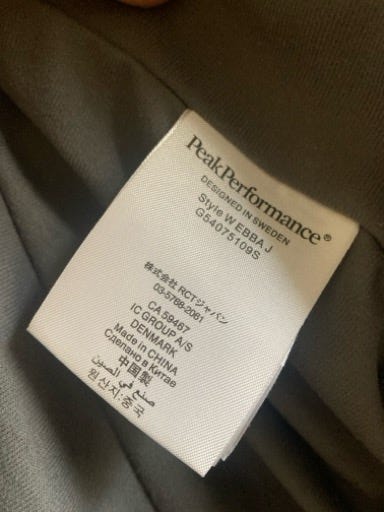 PeakPerformance®
DESIGNED IN SWEDEN
Style W EBBA J
G54075109S
株式会社 RCTジャパン
03-5768-2061
CA 59467
IC GROUP A/S
DENMARK
Made in CHINA
Сделано в Китае
中国製
صنع في الصين
원산지:중국